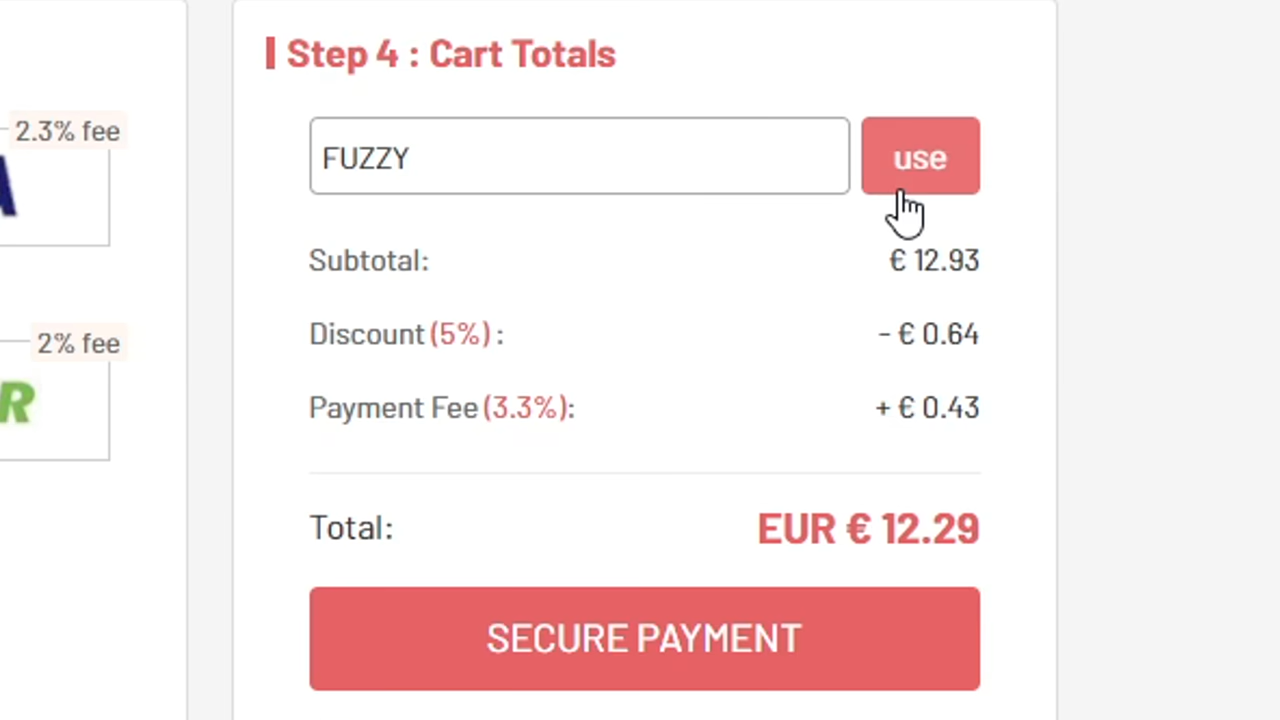 Step 4 : Cart Totals
2.3% fee
FUZZY
use
Subtotal:
€ 12.93
Discount (5%) :
- € 0.64
2% fee
R
Payment Fee (3.3%):
+ € 0.43
Total:
EUR € 12.29
SECURE PAYMENT